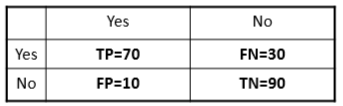 Yes No
Yes TP=70 FN=30
No FP=10 TN=90